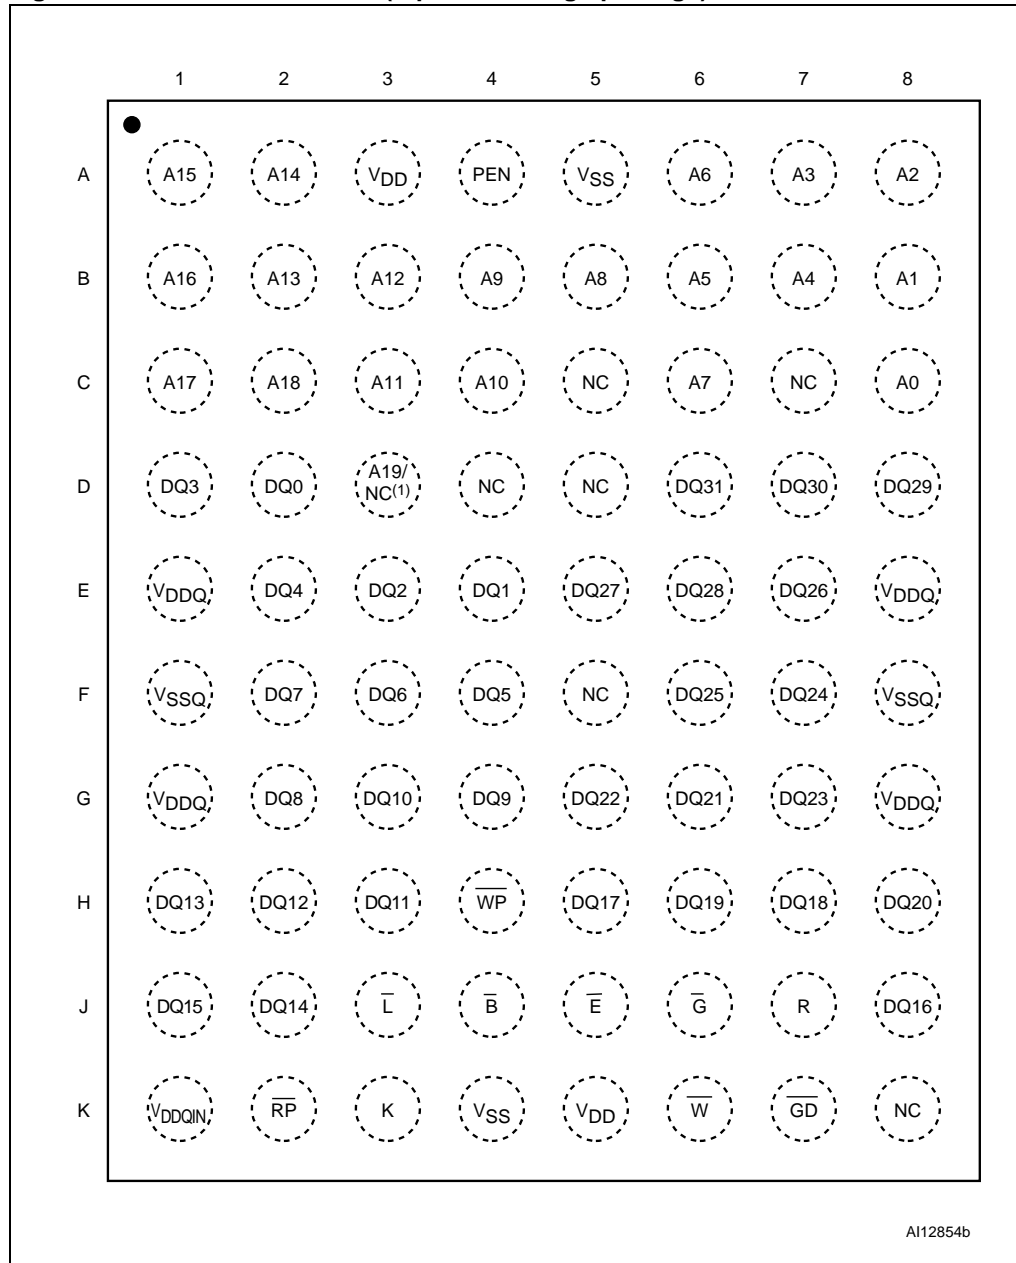 1 2 3 4 5 6 7 8
A A15 A14 VDD PEN VSS A6 A3 A2
B A16 A13 A12 A9 A8 A5 A4 A1
C A17 A18 A11 A10 NC A7 NC A0
D DQ3 DQ0 A19/ NC(1) NC NC DQ31 DQ30 DQ29
E VDDQ DQ4 DQ2 DQ1 DQ27 DQ28 DQ26 VDDQ
F VSSQ DQ7 DQ6 DQ5 NC DQ25 DQ24 VSSQ
G VDDQ DQ8 DQ10 DQ9 DQ22 DQ21 DQ23 VDDQ
H DQ13 DQ12 DQ11 W̅P̅ DQ17 DQ19 DQ18 DQ20
J DQ15 DQ14 L̅ B̅ E̅ G̅ R DQ16
K VDDQIN R̅P̅ K VSS VDD W̅ G̅D̅ NC
AI12854b